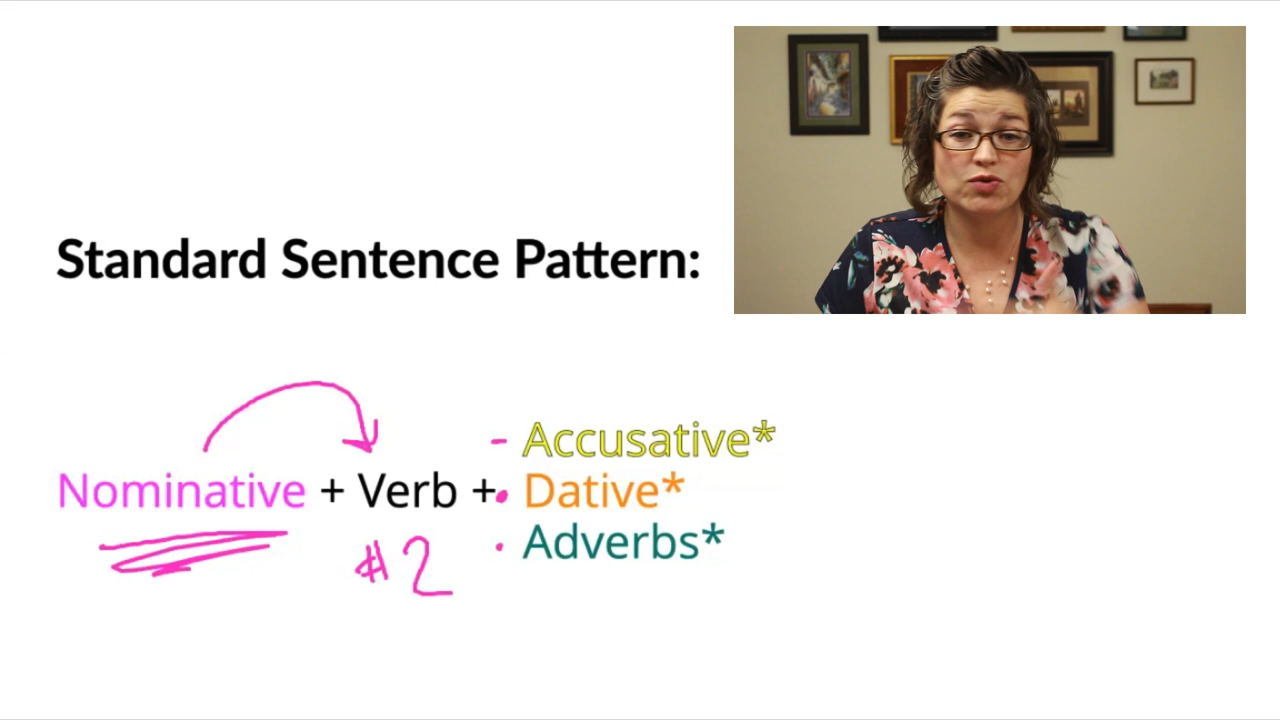 Standard Sentence Pattern:
Accusative*
Nominative + Verb + Dative*
Adverbs*
#2